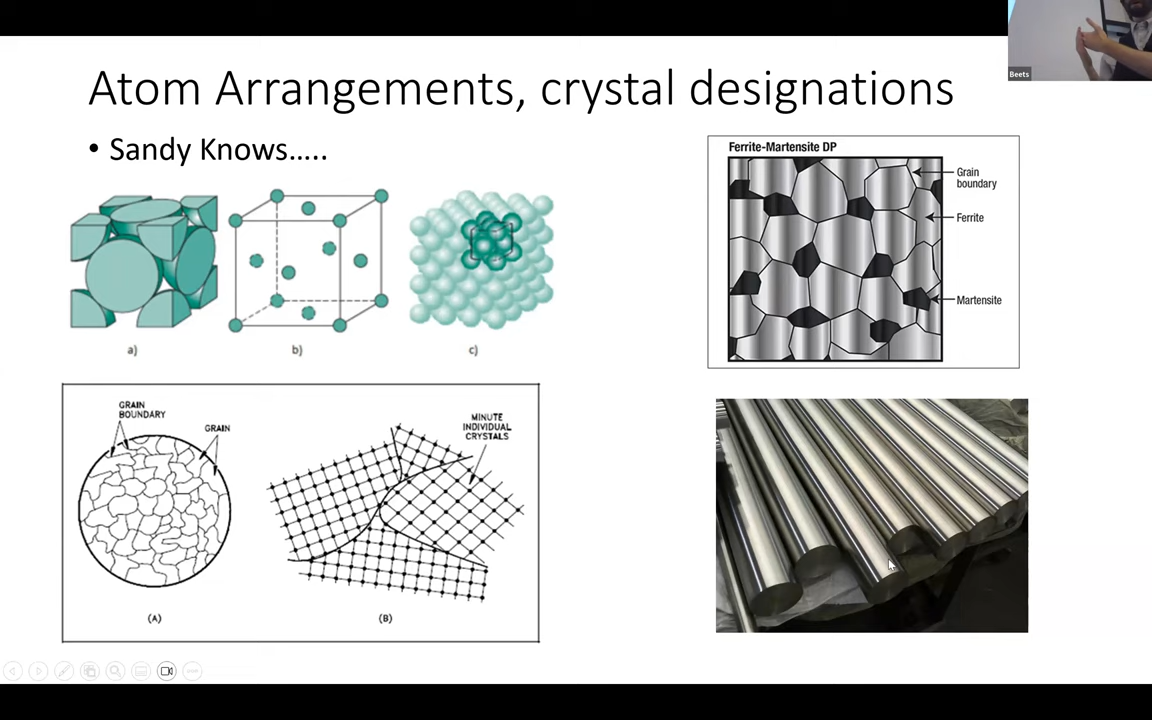 Beets
Atom Arrangements, crystal designations
• Sandy Knows…..
a)
b)
c)
Ferrite-Martensite DP
Grain
boundary
Ferrite
Martensite
GRAIN
BOUNDARY
GRAIN
MINUTE
INDIVIDUAL
CRYSTALS
(A)
(B)